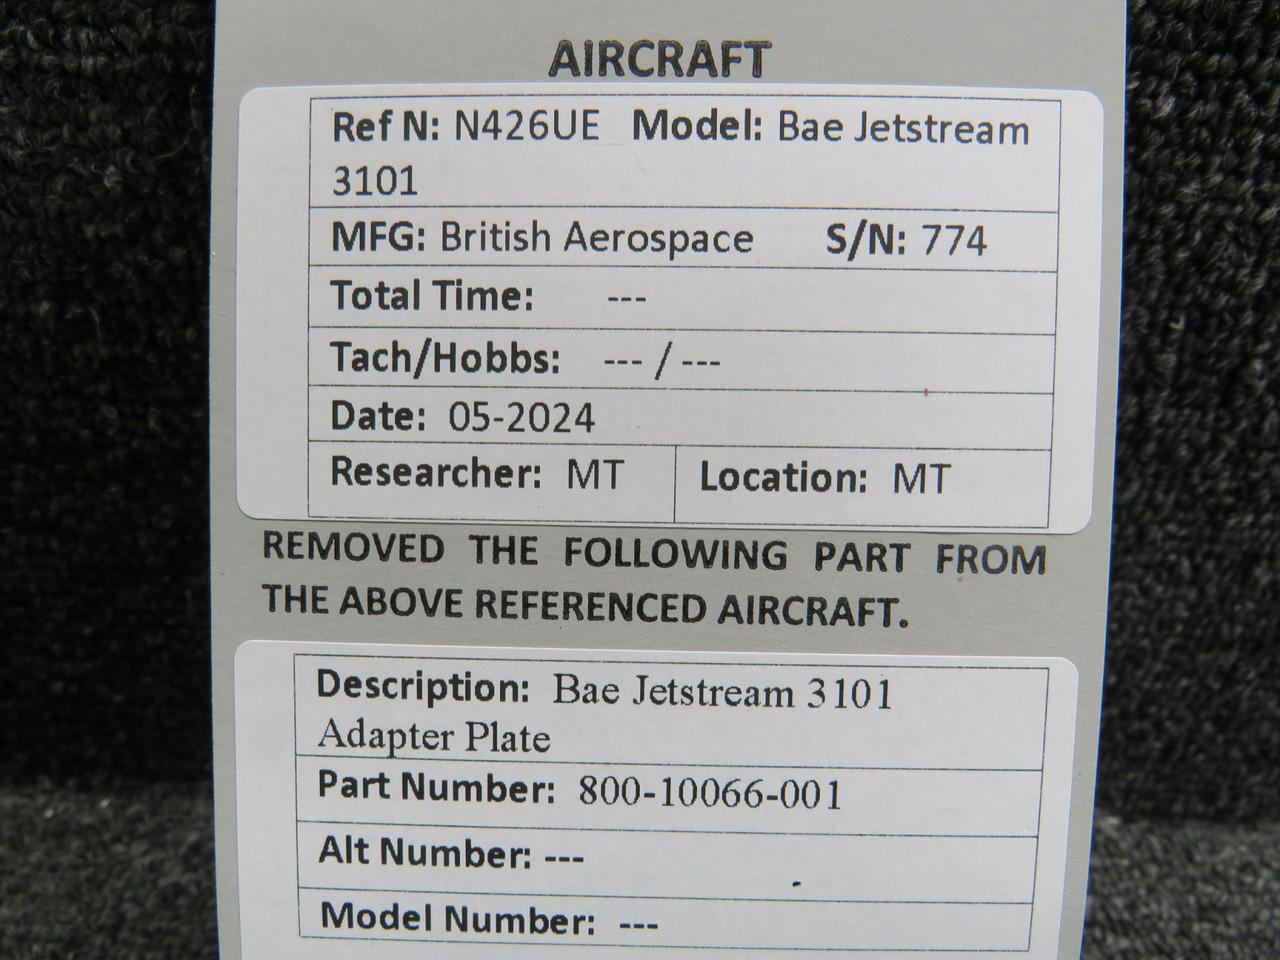 AIRCRAFT
Ref N: N426UE Model: Bae Jetstream
3101
MFG: British Aerospace S/N: 774
Total Time: ---
Tach/Hobbs: --- / ---
Date: 05-2024
Researcher: MT Location: MT
REMOVED THE FOLLOWING PART FROM
THE ABOVE REFERENCED AIRCRAFT.
Description: Bae Jetstream 3101
Adapter Plate
Part Number: 800-10066-001
Alt Number: ---
Model Number: ---